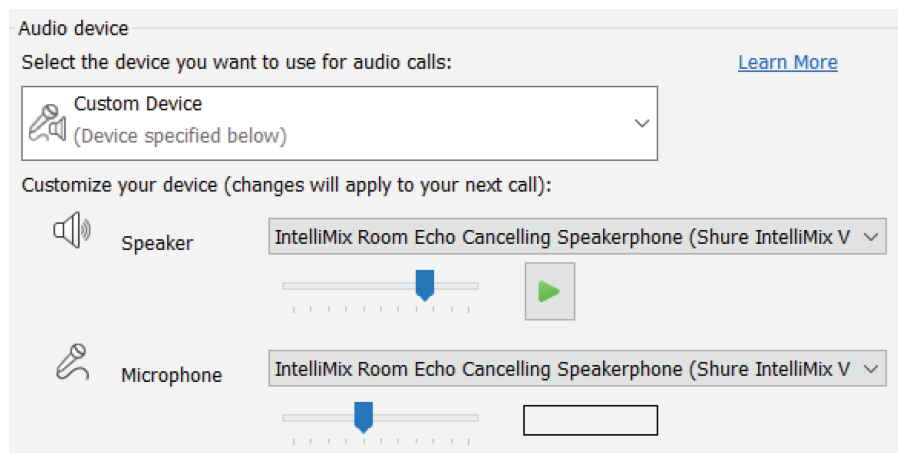 Audio device
Select the device you want to use for audio calls:
Learn More
Custom Device
(Device specified below)
Customize your device (changes will apply to your next call):
Speaker
IntelliMix Room Echo Cancelling Speakerphone (Shure IntelliMix V
Microphone
IntelliMix Room Echo Cancelling Speakerphone (Shure IntelliMix V